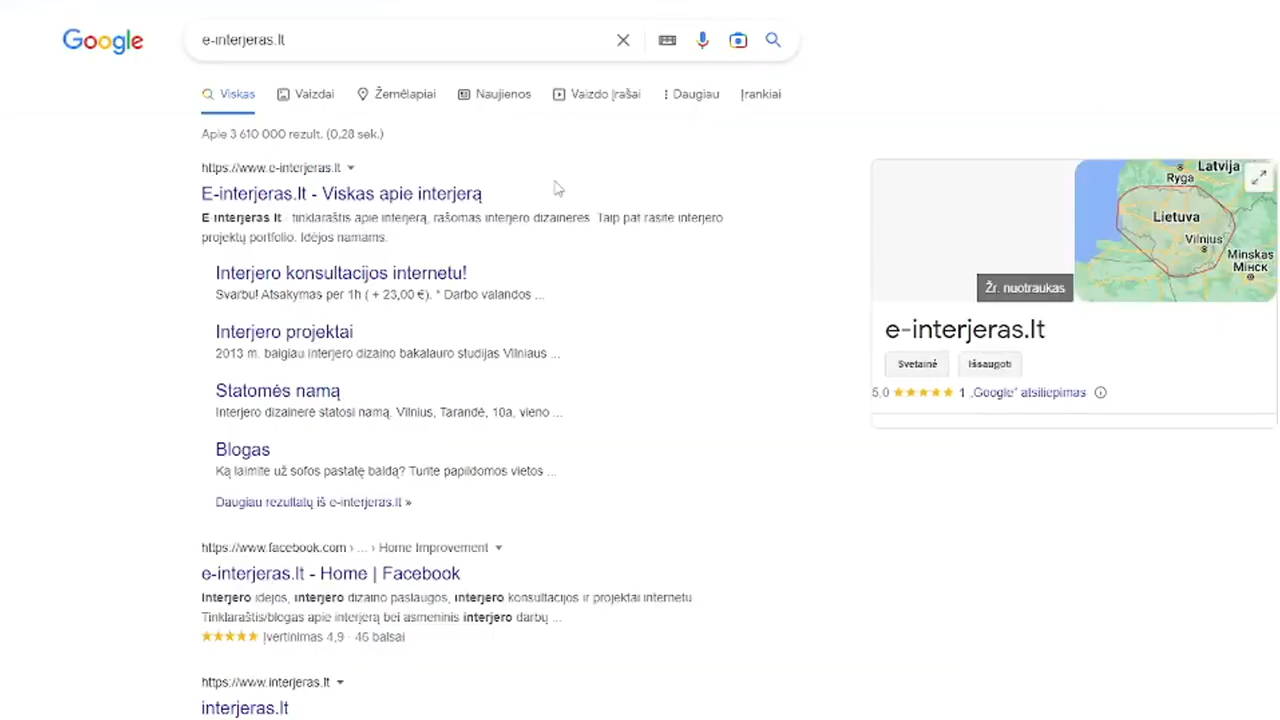 Google
e-interjeras.lt
Viskas Vaizdai Žemėlapiai Naujienos Vaizdo įrašai Daugiau Įrankiai
Apie 3 610 000 rezult. (0,28 sek.)
https://www.e-interjeras.lt
E-interjeras.lt - Viskas apie interjerą
E-interjeras.lt - tinklaraštis apie interjerą, rašomas interjero dizainerės. Taip pat rasite interjero
projektų portfolio. Idėjos namams.
Interjero konsultacijos internetu!
Svarbu! Atsakymas per 1h ( + 23,00 €). * Darbo valandos ...
Interjero projektai
2013 m. baigiau interjero dizaino bakalauro studijas Vilniaus ...
Statomės namą
Interjero dizainerė statosi namą. Vilnius, Tarandė, 10a, vieno ...
Blogas
Ką laimite už sofos pastatę baldą? Turite papildomos vietos ...
Daugiau rezultatų iš e-interjeras.lt »
https://www.facebook.com › ... › Home Improvement
e-interjeras.lt - Home | Facebook
Interjero idėjos, interjero dizaino paslaugos, interjero konsultacijos ir projektai internetu.
Tinklaraštis/blogas apie interjerą bei asmeninis interjero darbų ...
Įvertinimas 4,9 · 46 balsai
https://www.interjeras.lt
interjeras.lt
Latvija
Ryga
Lietuva
Vilnius
Minskas
Мінск
Žr. nuotraukas
e-interjeras.lt
Svetainė Išsaugoti
5,0 1 „Google“ atsiliepimas